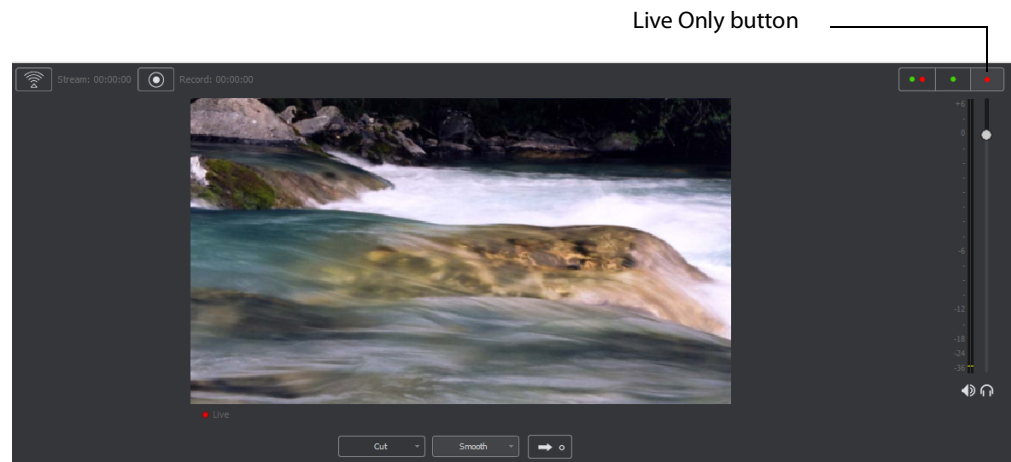 Live Only button
Stream: 00:00:00
Record: 00:00:00
+6
0
-6
-12
-18
-24
-36
Live
Cut
Smooth